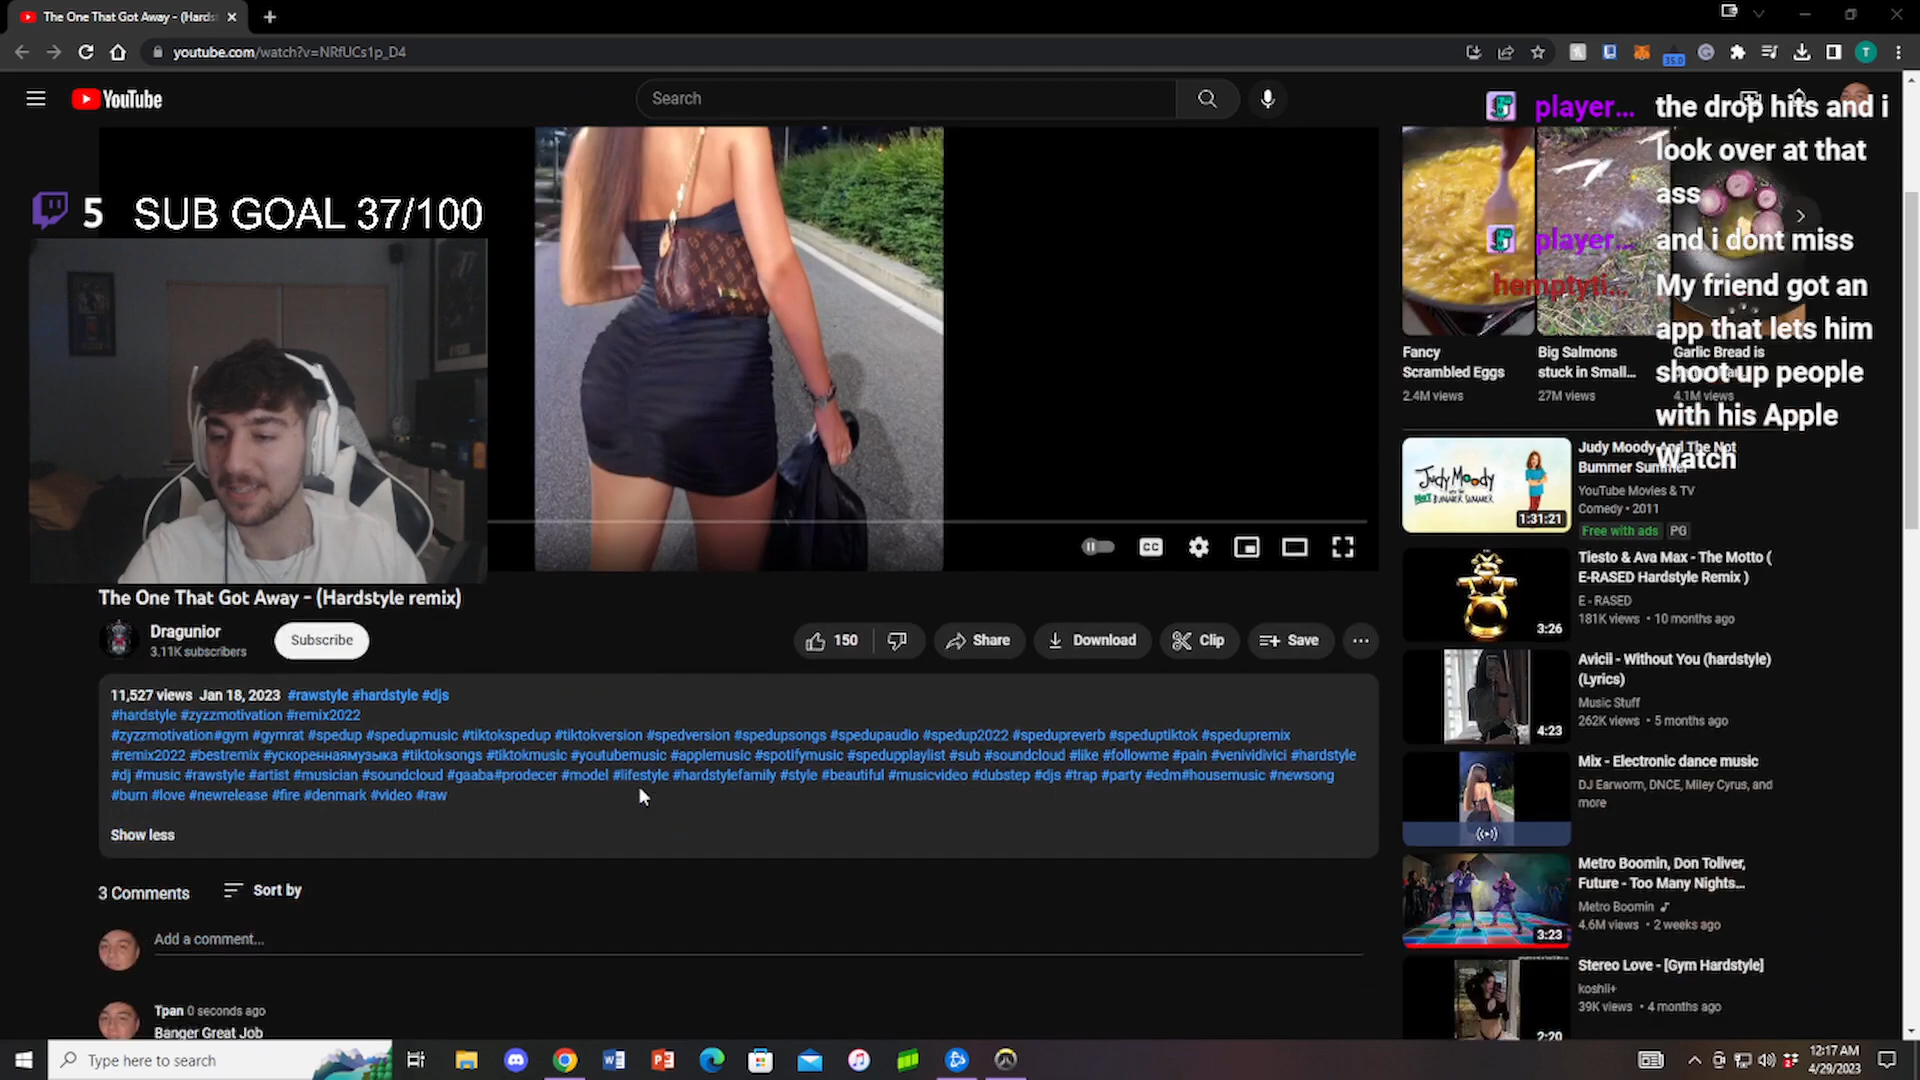 The One That Got Away - (Hards
youtube.com/watch?v=NRfUCs1p_D4
35.0
T
YouTube
Search
5 SUB GOAL 37/100
player... the drop hits and i
look over at that
ass
player... and i dont miss
hemptyti... My friend got an
app that lets him
shoot up people
with his Apple
Watch
Fancy
Scrambled Eggs
2.4M views
Big Salmons
stuck in Small...
27M views
Garlic Bread is
4.1M views
Judy Moody And The Not
Bummer Summer
YouTube Movies & TV
Comedy • 2011
Free with ads PG
Judy Moody
1:31:21
CC
The One That Got Away - (Hardstyle remix)
Dragunior
3.11K subscribers
Subscribe
150
Share
Download
Clip
Save
11,527 views Jan 18, 2023 #rawstyle #hardstyle #djs
#hardstyle #zyzzmotivation #remix2022
#zyzzmotivation#gym #gymrat #spedup #spedupmusic #tiktokspedup #tiktokversion #spedversion #spedupsongs #spedupaudio #spedup2022 #spedupreverb #speduptiktok #spedupremix
#remix2022 #bestremix #ускореннаямузыка #tiktoksongs #tiktokmusic #youtubemusic #applemusic #spotifymusic #spedupplaylist #sub #soundcloud #like #followme #pain #venividivici #hardstyle
#dj #music #rawstyle #artist #musician #soundcloud #gaaba#prodecer #model #lifestyle #hardstylefamily #style #beautiful #musicvideo #dubstep #djs #trap #party #edm#housemusic #newsong
#burn #love #newrelease #fire #denmark #video #raw
Show less
3 Comments
Sort by
Add a comment...
Tpan 0 seconds ago
Banger Great Job
Tiesto & Ava Max - The Motto (
E-RASED Hardstyle Remix )
E - RASED
181K views • 10 months ago
3:26
Avicii - Without You (hardstyle)
(Lyrics)
Music Stuff
262K views • 5 months ago
4:23
Mix - Electronic dance music
DJ Earworm, DNCE, Miley Cyrus, and
more
Metro Boomin, Don Toliver,
Future - Too Many Nights...
Metro Boomin
4.6M views • 2 weeks ago
3:23
Stereo Love - [Gym Hardstyle]
koshii+
39K views • 4 months ago
2:20
Type here to search
12:17 AM
4/29/2023